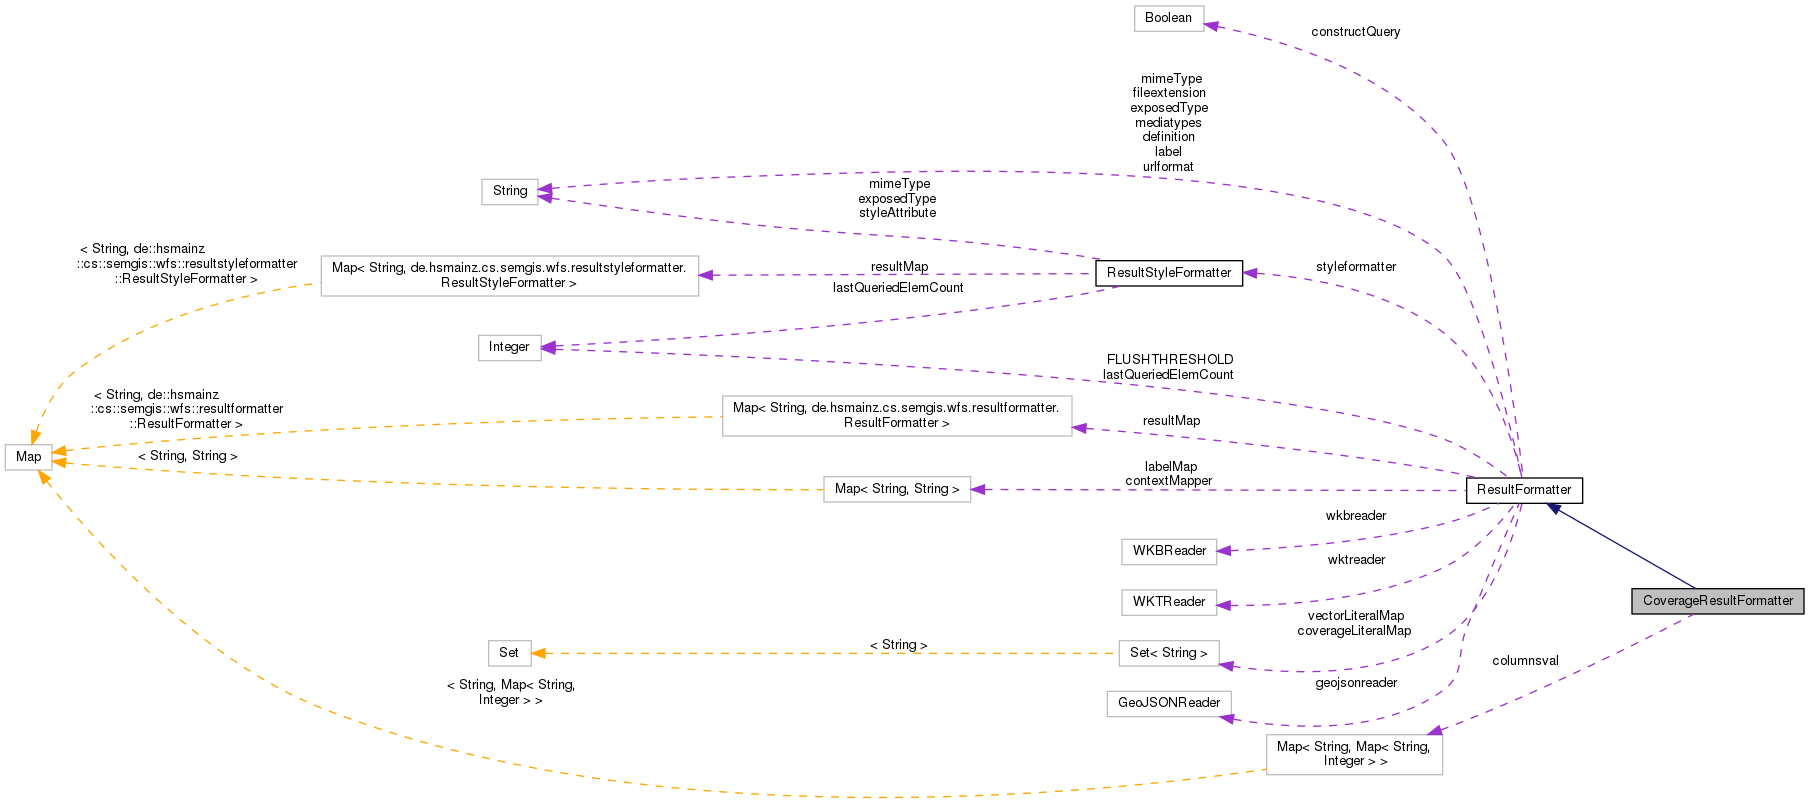 Boolean
constructQuery
mimeType
fileextension
exposedType
mediatypes
definition
label
urlformat
String
mimeType
exposedType
styleAttribute
< String, de::hsmainz
::cs::semgis::wfs::resultstyleformatter
::ResultStyleFormatter >
Map< String, de.hsmainz.cs.semgis.wfs.resultstyleformatter.
ResultStyleFormatter >
resultMap
ResultStyleFormatter
styleformatter
lastQueriedElemCount
Integer
FLUSHTHRESHOLD
lastQueriedElemCount
< String, de::hsmainz
::cs::semgis::wfs::resultformatter
::ResultFormatter >
Map< String, de.hsmainz.cs.semgis.wfs.resultformatter.
ResultFormatter >
resultMap
Map
< String, String >
Map< String, String >
labelMap
contextMapper
ResultFormatter
wkbreader
WKBReader
wktreader
WKTReader
CoverageResultFormatter
vectorLiteralMap
coverageLiteralMap
Set
< String >
Set< String >
columnsval
< String, Map< String,
Integer > >
geojsonreader
GeoJSONReader
Map< String, Map< String,
Integer > >